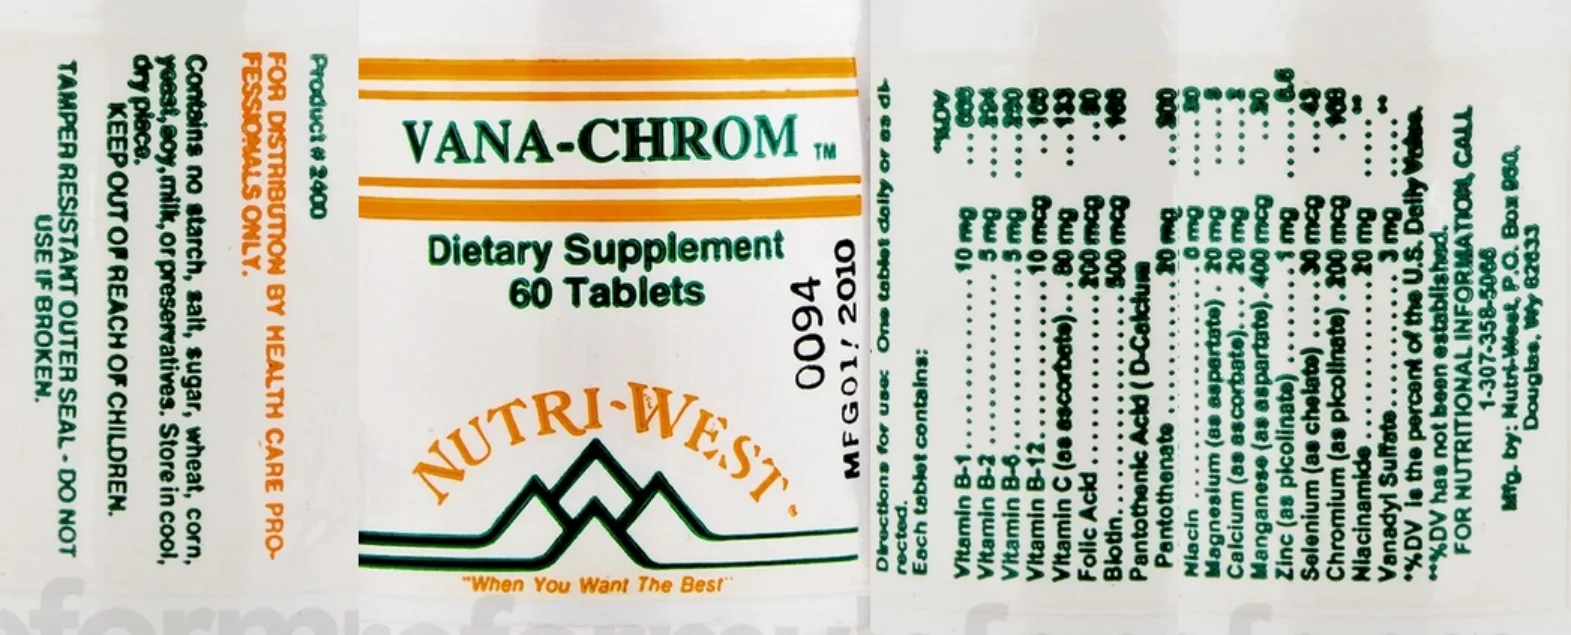 Product # 2400
FOR DISTRIBUTION BY HEALTH CARE PRO-
FESSIONALS ONLY.
Contains no starch, salt, sugar, wheat, corn,
yeast, soy, milk, or preservatives. Store in cool,
dry place.
KEEP OUT OF REACH OF CHILDREN.
TAMPER RESISTANT OUTER SEAL - DO NOT
USE IF BROKEN.
VANA-CHROM ™
Dietary Supplement
60 Tablets
0094
MFG01/ 2010
NUTRI-WEST
"When You Want The Best"
Directions for use: One tablet daily or as di-
rected.
Each tablet contains:
*%DV
Vitamin B-1 10 mg
Vitamin B-2 5 mg
Vitamin B-6 5 mg
Vitamin B-12 10 mcg
Vitamin C (as ascorbate) 80 mg 133
Folic Acid 200 mcg
Biotin 500 mcg
Pantothenic Acid ( D-Calcium
Pantothenate 20 mg
Niacin
Magnesium (as aspartate) 20 mg
Calcium (as ascorbate) 20 mg
Manganese (as aspartate) 400 mcg
Zinc (as picolinate) 1 mg 6.6
Selenium (as chelate) 30 mcg 43
Chromium (as picolinate) 200 mcg
Niacinamide 20 mg **
Vanadyl Sulfate 3 mg **
*%DV is the percent of the U.S. Daily Value.
**%DV has not been established.
FOR NUTRITIONAL INFORMATION, CALL
1-307-358-5066
Mfg. by: Nutri-West, P.O. Box 950,
Douglas, Wy 82633